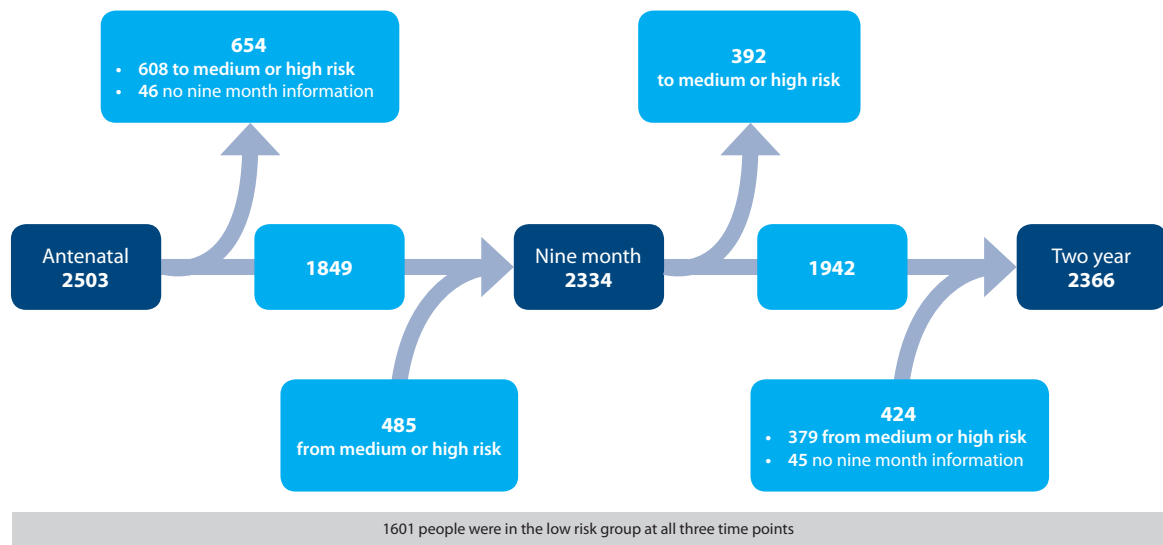 654
• 608 to medium or high risk
• 46 no nine month information
392
to medium or high risk
Antenatal
2503
1849
Nine month
2334
1942
Two year
2366
485
from medium or high risk
424
• 379 from medium or high risk
• 45 no nine month information
1601 people were in the low risk group at all three time points